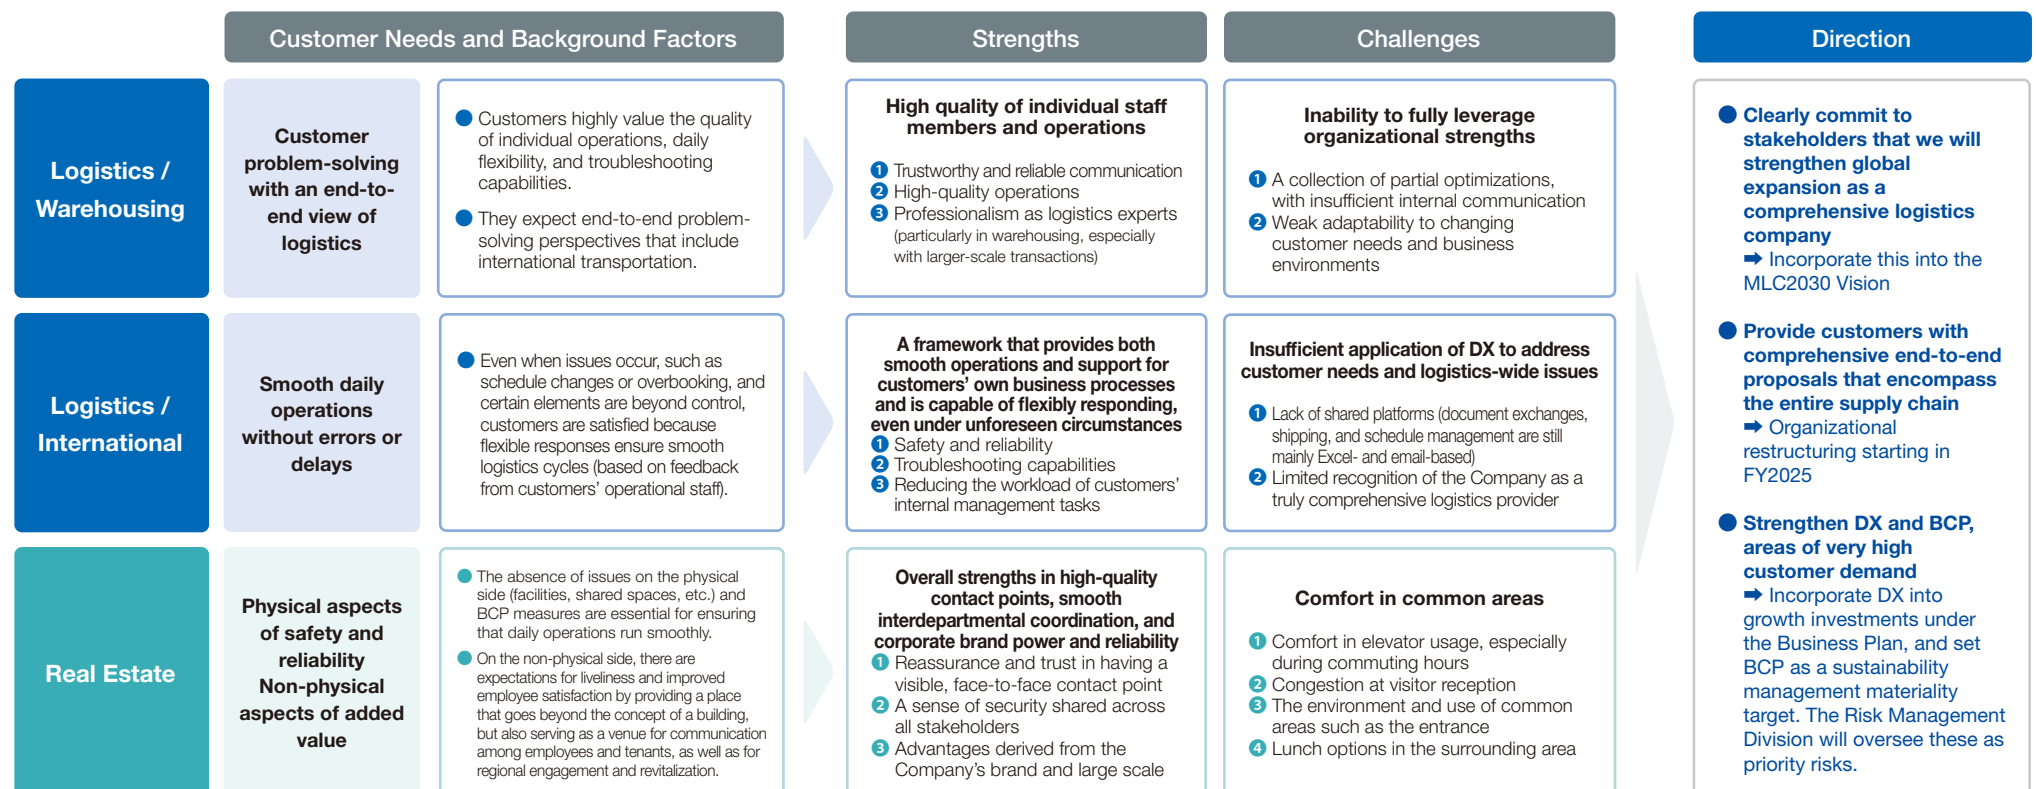 Customer Needs and Background Factors
Strengths
Challenges
Direction
Logistics /
Warehousing
Customer
problem-solving
with an end-to-
end view of
logistics
● Customers highly value the quality
of individual operations, daily
flexibility, and troubleshooting
capabilities.
● They expect end-to-end problem-
solving perspectives that include
international transportation.
High quality of individual staff
members and operations
❶ Trustworthy and reliable communication
❷ High-quality operations
❸ Professionalism as logistics experts
(particularly in warehousing, especially
with larger-scale transactions)
Inability to fully leverage
organizational strengths
❶ A collection of partial optimizations,
with insufficient internal communication
❷ Weak adaptability to changing
customer needs and business
environments
Logistics /
International
Smooth daily
operations
without errors or
delays
● Even when issues occur, such as
schedule changes or overbooking, and
certain elements are beyond control,
customers are satisfied because
flexible responses ensure smooth
logistics cycles (based on feedback
from customers' operational staff).
A framework that provides both
smooth operations and support for
customers' own business processes
and is capable of flexibly responding,
even under unforeseen circumstances
❶ Safety and reliability
❷ Troubleshooting capabilities
❸ Reducing the workload of customers'
internal management tasks
Insufficient application of DX to address
customer needs and logistics-wide issues
❶ Lack of shared platforms (document exchanges,
shipping, and schedule management are still
mainly Excel- and email-based)
❷ Limited recognition of the Company as a
truly comprehensive logistics provider
Real Estate
Physical aspects
of safety and
reliability
Non-physical
aspects of added
value
● The absence of issues on the physical
side (facilities, shared spaces, etc.) and
BCP measures are essential for ensuring
that daily operations run smoothly.
● On the non-physical side, there are
expectations for liveliness and improved
employee satisfaction by providing a place
that goes beyond the concept of a building,
but also serving as a venue for communication
among employees and tenants, as well as for
regional engagement and revitalization.
Overall strengths in high-quality
contact points, smooth
interdepartmental coordination, and
corporate brand power and reliability
❶ Reassurance and trust in having a
visible, face-to-face contact point
❷ A sense of security shared across
all stakeholders
❸ Advantages derived from the
Company's brand and large scale
Comfort in common areas
❶ Comfort in elevator usage, especially
during commuting hours
❷ Congestion at visitor reception
❸ The environment and use of common
areas such as the entrance
❹ Lunch options in the surrounding area
● Clearly commit to
stakeholders that we will
strengthen global
expansion as a
comprehensive logistics
company
➡ Incorporate this into the
MLC2030 Vision
● Provide customers with
comprehensive end-to-end
proposals that encompass
the entire supply chain
➡ Organizational
restructuring starting in
FY2025
● Strengthen DX and BCP,
areas of very high
customer demand
➡ Incorporate DX into
growth investments under
the Business Plan, and set
BCP as a sustainability
management materiality
target. The Risk Management
Division will oversee these as
priority risks.